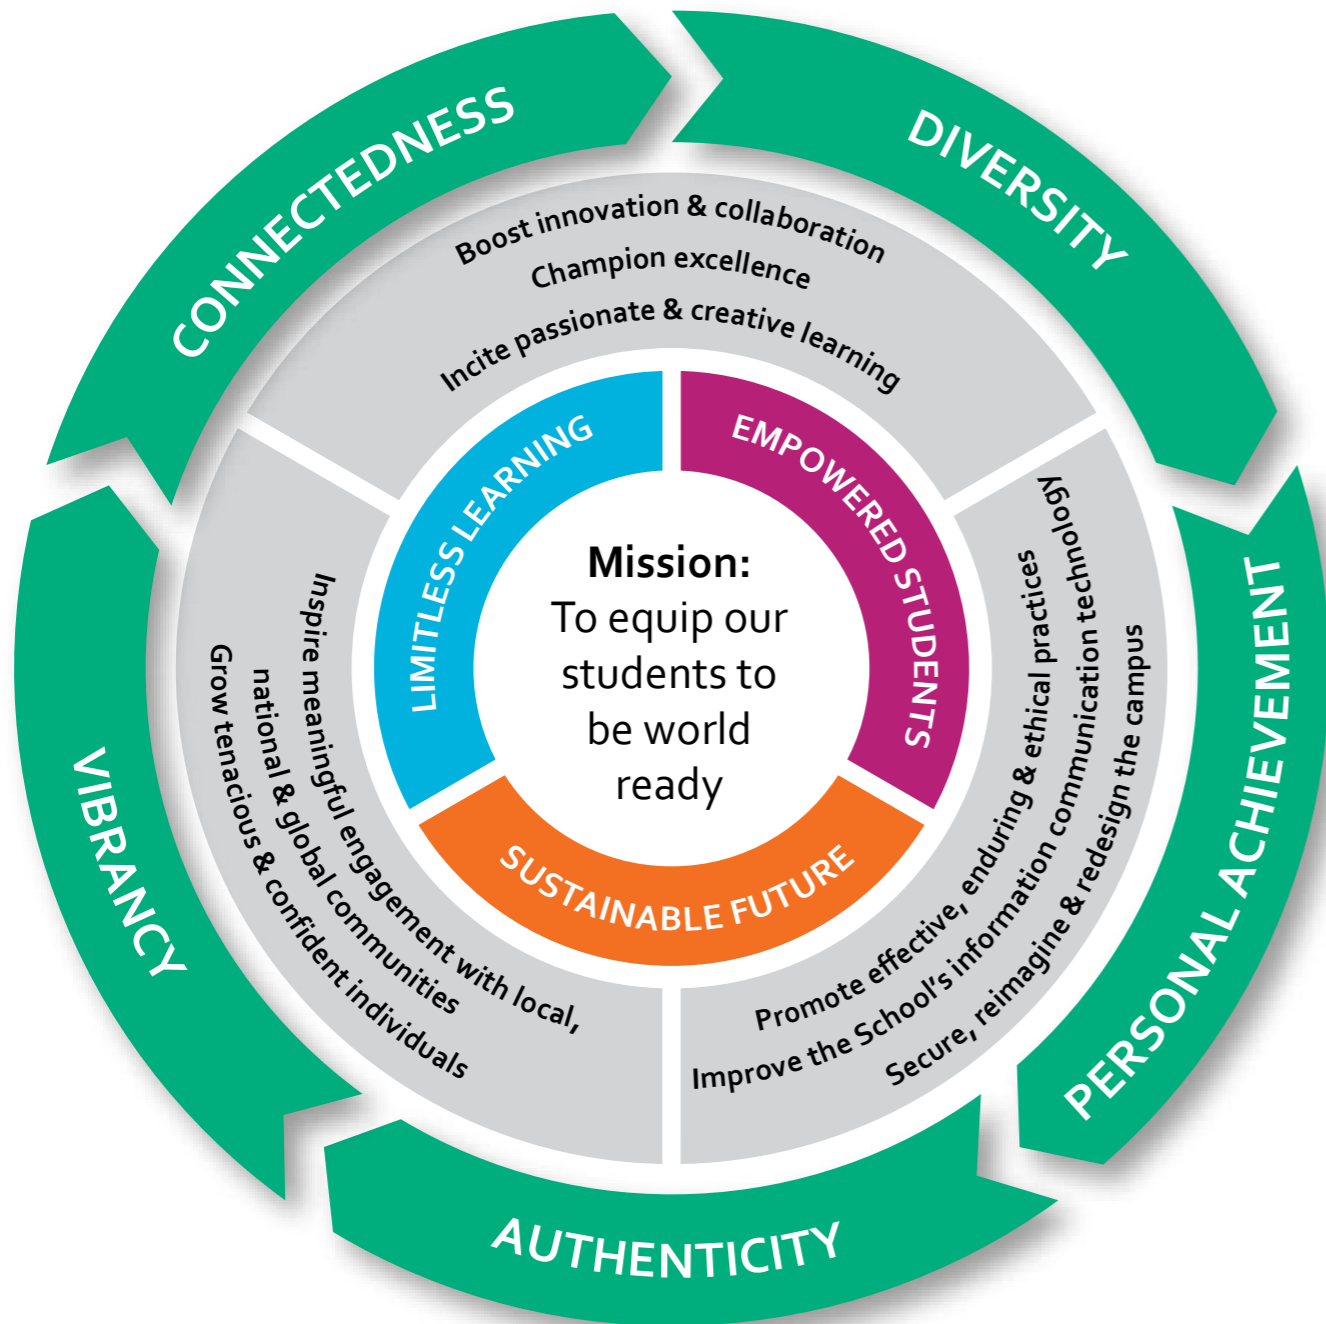 CONNECTEDNESS
DIVERSITY
PERSONAL ACHIEVEMENT
AUTHENTICITY
VIBRANCY
Boost innovation & collaboration
Champion excellence
Incite passionate & creative learning
Promote effective, enduring & ethical practices
Improve the School’s information communication technology
Secure, reimagine & redesign the campus
Inspire meaningful engagement with local,
national & global communities
Grow tenacious & confident individuals
LIMITLESS LEARNING
EMPOWERED STUDENTS
SUSTAINABLE FUTURE
Mission:
To equip our
students to
be world
ready